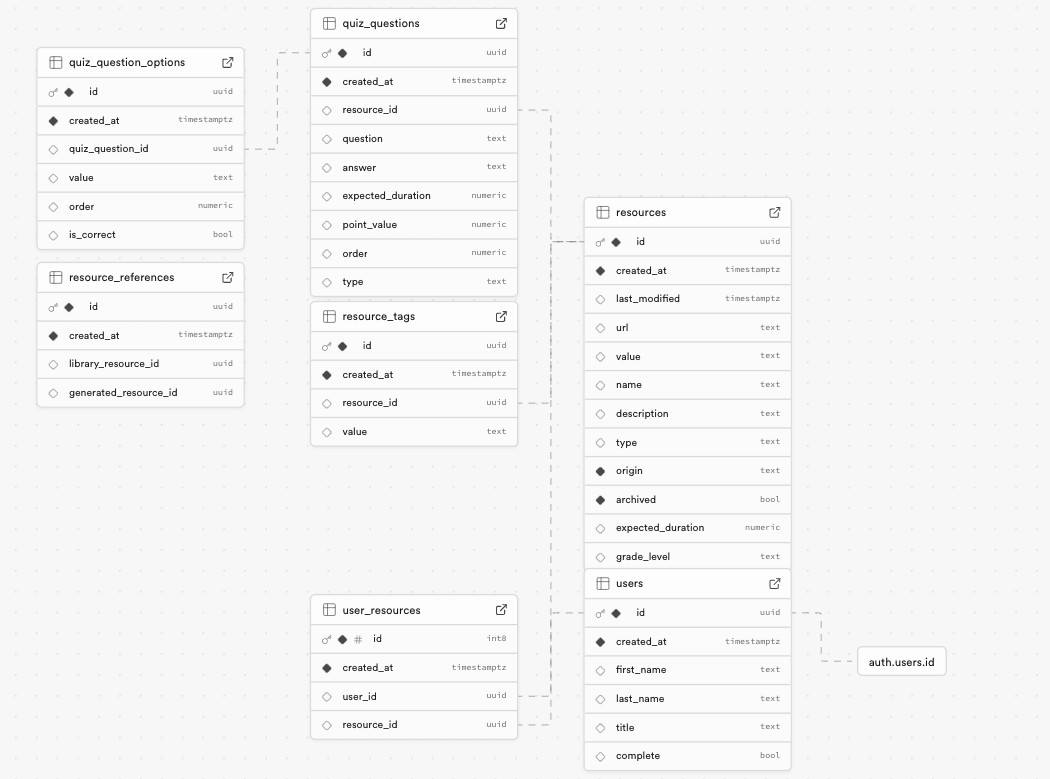 quiz_question_options
id uuid
created_at timestamptz
quiz_question_id uuid
value text
order numeric
is_correct bool
resource_references
id uuid
created_at timestamptz
library_resource_id uuid
generated_resource_id uuid
quiz_questions
id uuid
created_at timestamptz
resource_id uuid
question text
answer text
expected_duration numeric
point_value numeric
order numeric
type text
resource_tags
id uuid
created_at timestamptz
resource_id uuid
value text
user_resources
# id int8
created_at timestamptz
user_id uuid
resource_id uuid
resources
id uuid
created_at timestamptz
last_modified timestamptz
url text
value text
name text
description text
type text
origin text
archived bool
expected_duration numeric
grade_level text
users
id uuid
created_at timestamptz
first_name text
last_name text
title text
complete bool
auth.users.id